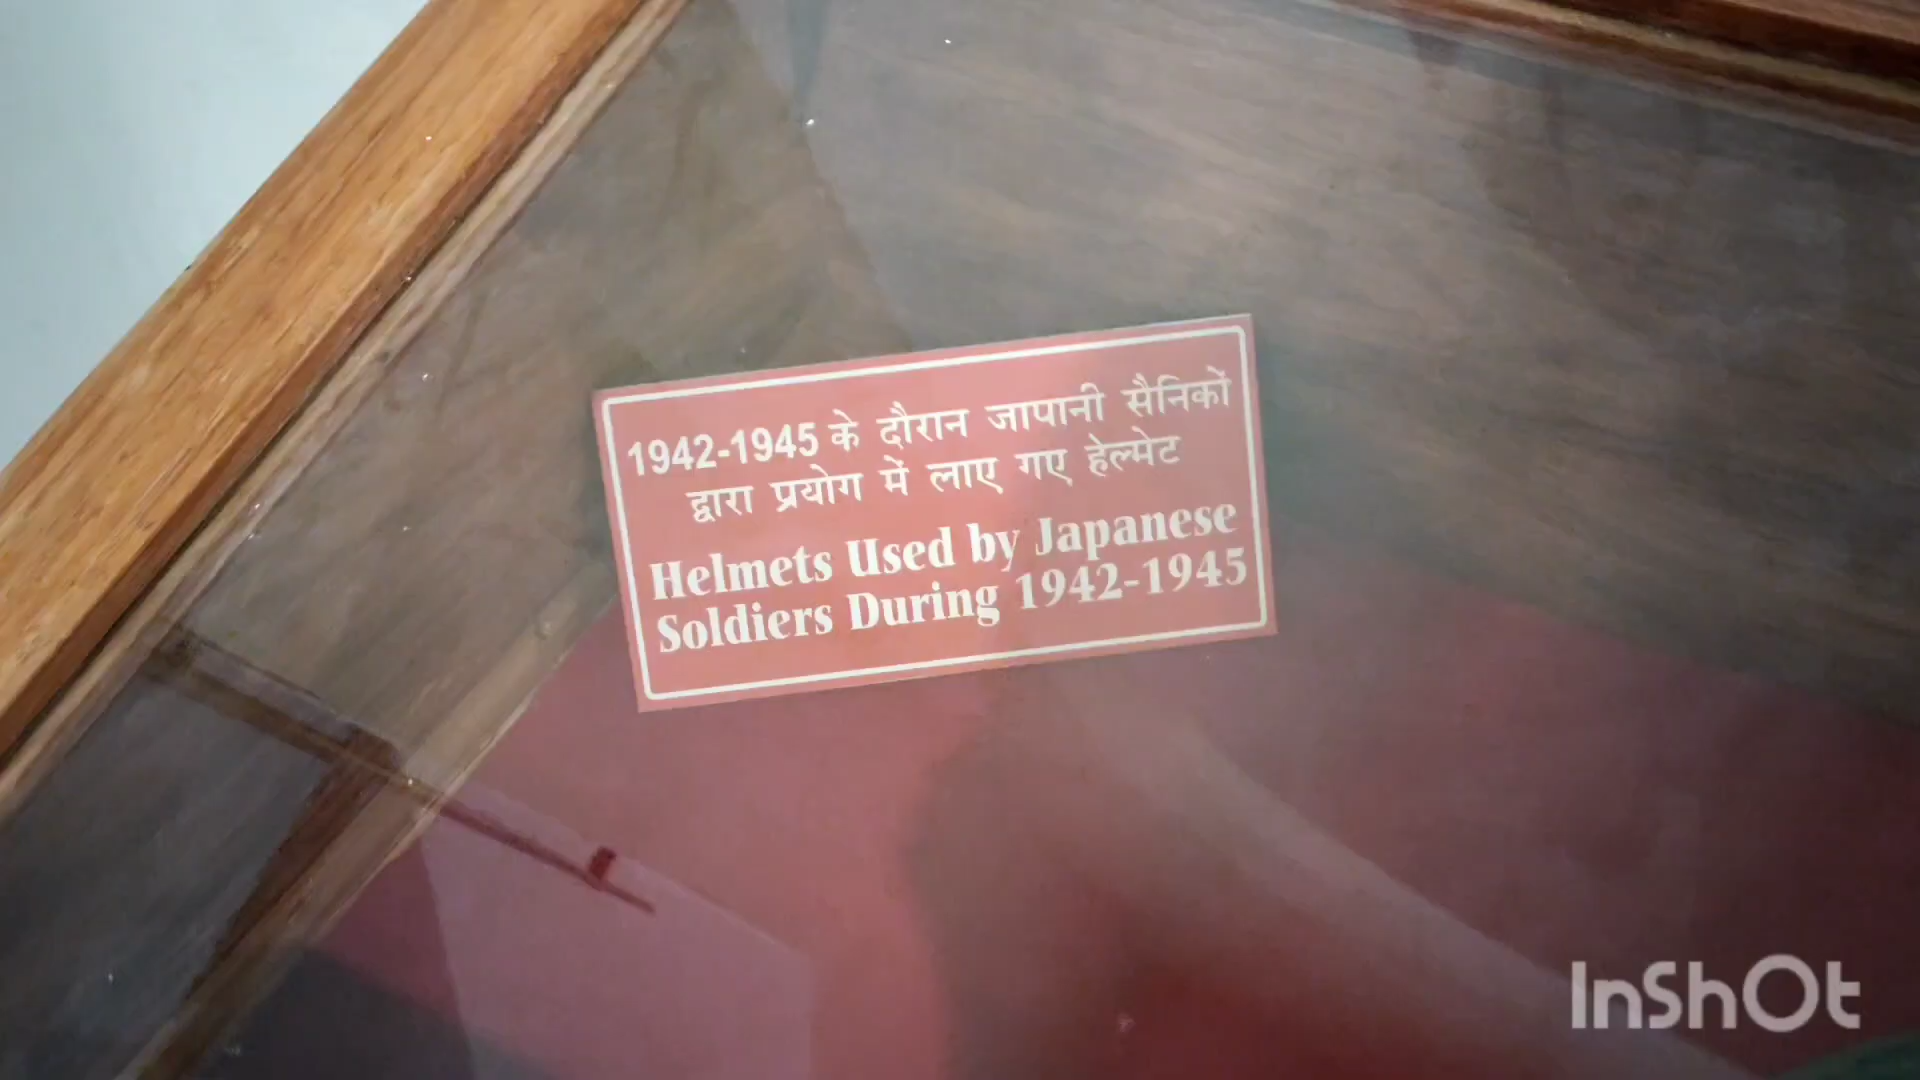 1942-1945 के दौरान जापानी सैनिकों
द्वारा प्रयोग में लाए गए हेल्मेट
Helmets Used by Japanese
Soldiers During 1942-1945
InShOt